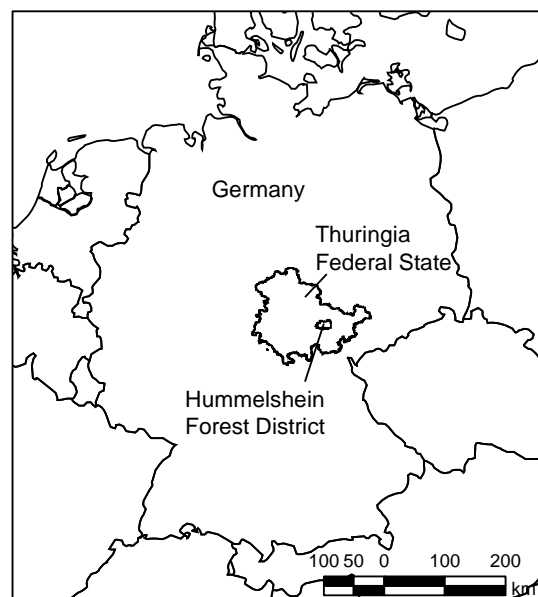 Germany
Thuringia
Federal State
Hummelshein
Forest District
100 50 0 100 200
km